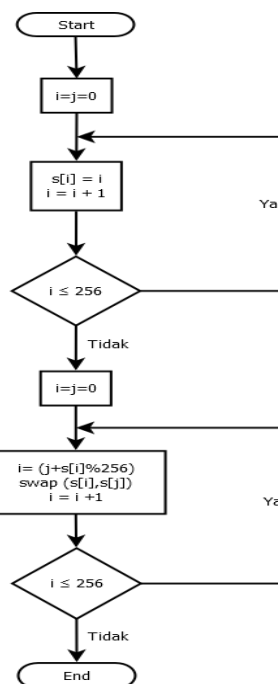 Start
i=j=0
s[i] = i
i = i + 1
Ya
i ≤ 256
Tidak
i=j=0
i= (j+s[i]%256)
swap (s[i],s[j])
i = i +1
Ya
i ≤ 256
Tidak
End